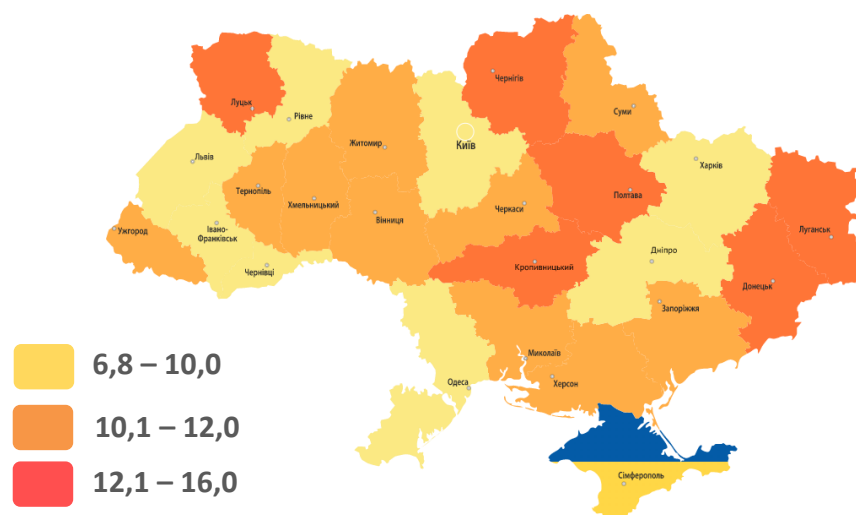 Чернігів
Луцьк
Суми
Рівне
Київ
Житомир
Львів
Харків
Тернопіль
Полтава
Хмельницький
Черкаси
Вінниця
Івано-
Франківськ
Ужгород
Луганськ
Дніпро
Чернівці
Кропивницький
Донецьк
Запоріжжя
Миколаїв
Одеса
Херсон
Сімферополь
6,8 – 10,0
10,1 – 12,0
12,1 – 16,0